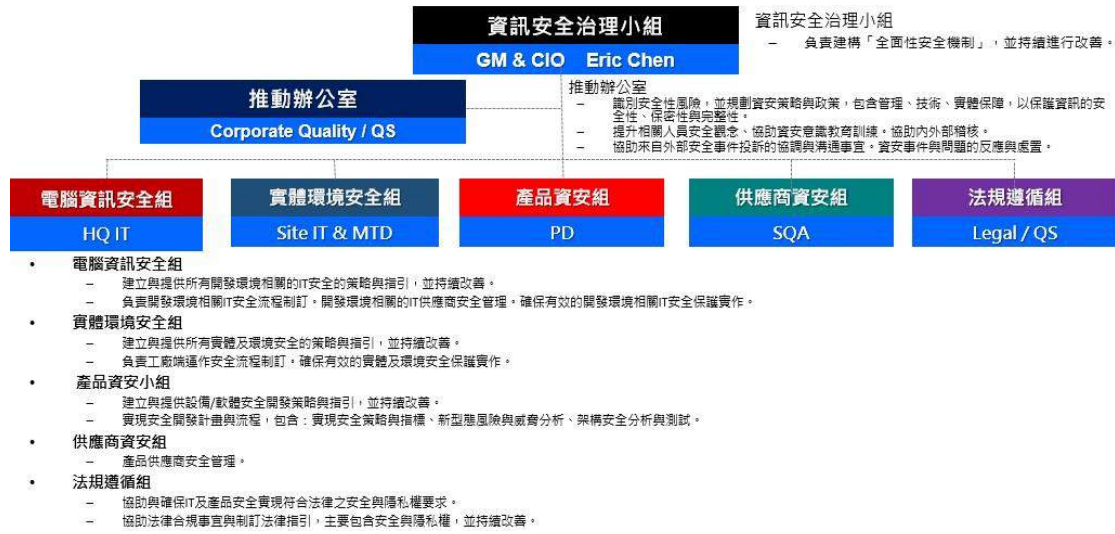 資訊安全治理小組
GM & CIO Eric Chen
資訊安全治理小組
– 負責建構「全面性安全機制」，並持續進行改善。
推動辦公室
Corporate Quality / QS
推動辦公室
– 識別安全性風險，並規劃資安策略與政策，包含管理、技術、實體保障，以保護資訊的安
全性、保密性與完整性。
– 提升相關人員安全觀念、協助資安意識教育訓練。協助內外部稽核。
– 協助來自外部安全事件投訴的協調與溝通事宜。資安事件與問題的反應與處置。
電腦資訊安全組
HQ IT
實體環境安全組
Site IT & MTD
產品資安組
PD
供應商資安組
SQA
法規遵循組
Legal / QS
• 電腦資訊安全組
– 建立與提供所有開發環境相關的IT安全的策略與指引，並持續改善。
– 負責開發環境相關IT安全流程制訂。開發環境相關的IT供應商安全管理。確保有效的開發環境相關IT安全保護實作。
• 實體環境安全組
– 建立與提供所有實體及環境安全的策略與指引，並持續改善。
– 負責工廠端運作安全流程制訂。確保有效的實體及環境安全保護實作。
• 產品資安小組
– 建立與提供設備/軟體安全開發策略與指引，並持續改善。
– 實現安全開發計畫與流程，包含：實現安全策略與指標、新型態風險與威脅分析、架構安全分析與測試。
• 供應商資安組
– 產品供應商安全管理。
• 法規遵循組
– 協助與確保IT及產品安全實現符合法律之安全與隱私權要求。
– 協助法律合規事宜與制訂法律指引，主要包含安全與隱私權，並持續改善。